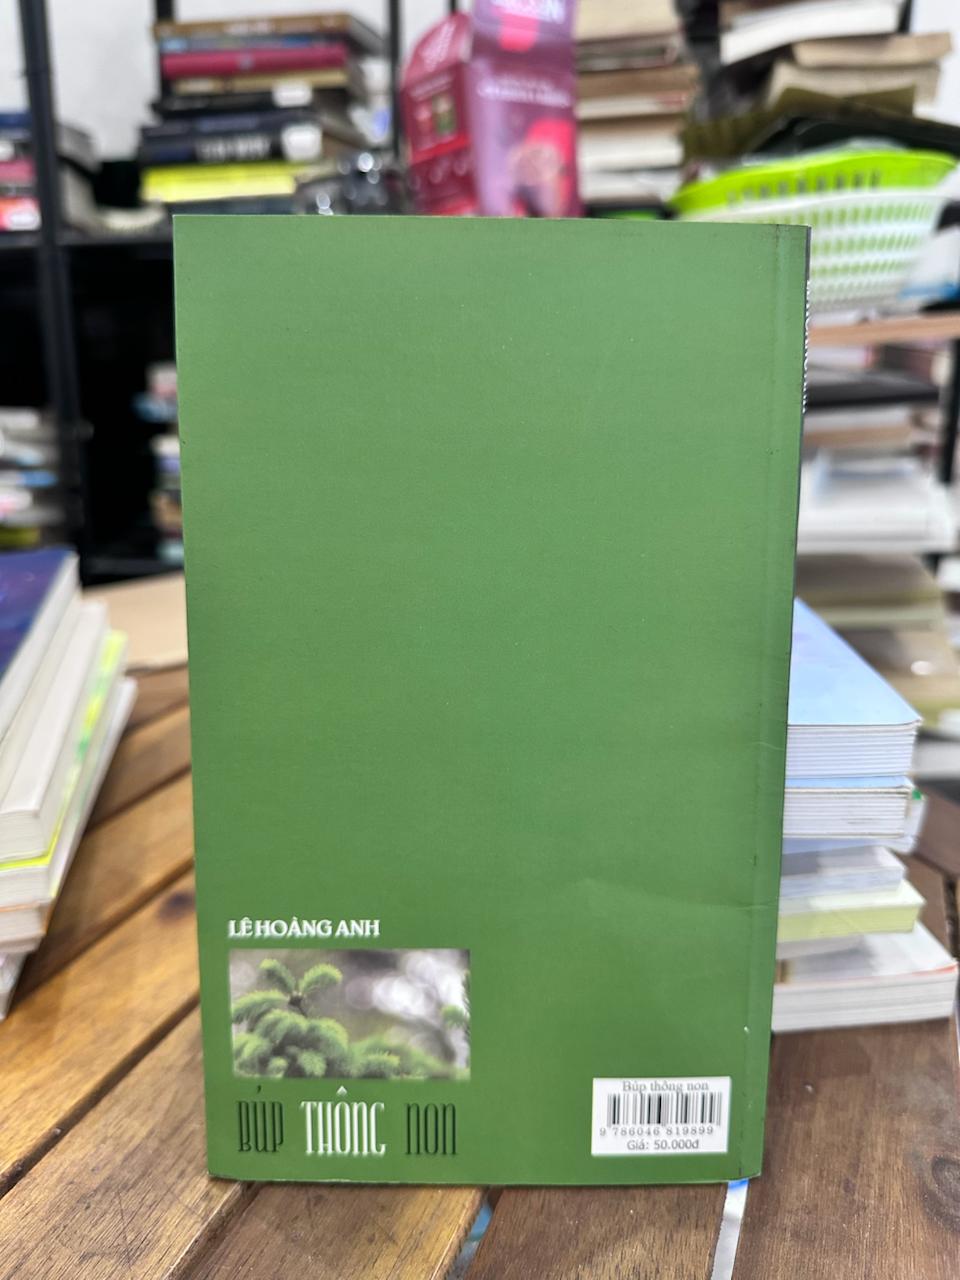 LÊ HOÀNG ANH
BÚP THÔNG NON
Búp thông non
9 786046 819899
Giá: 50.000đ